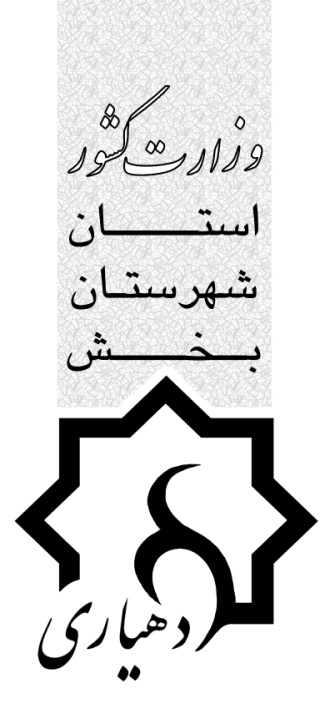 وزارت کشور
استان
شهرستان
بخش
دهیاری